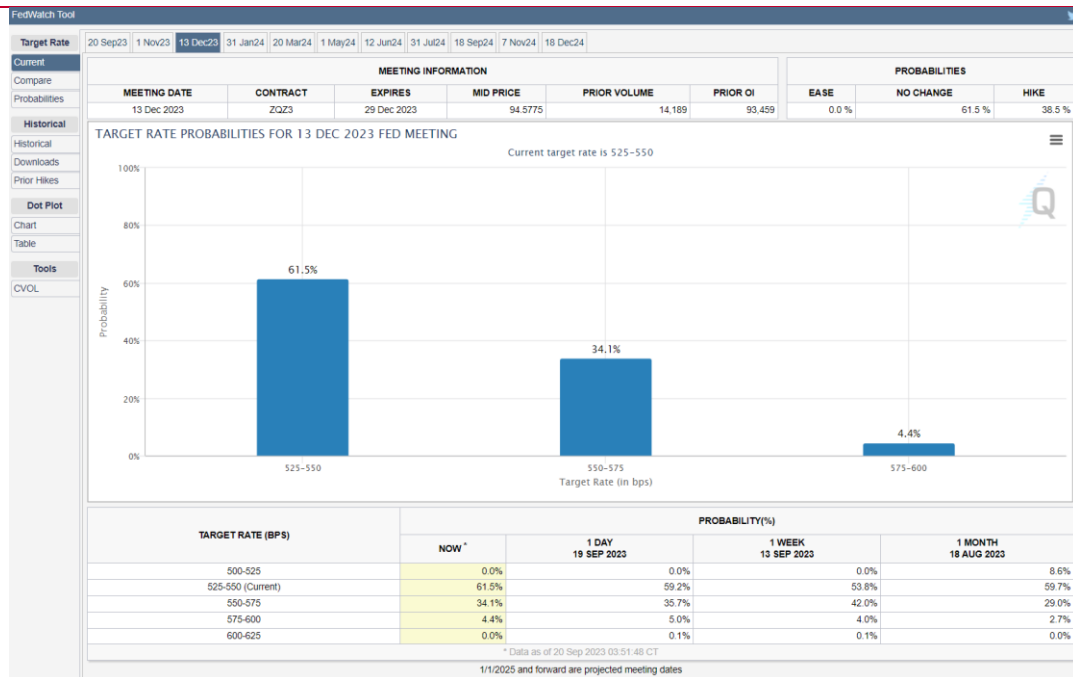 FedWatch Tool
Target Rate
20 Sep23 1 Nov23 13 Dec23 31 Jan24 20 Mar24 1 May24 12 Jun24 31 Jul24 18 Sep24 7 Nov24 18 Dec24
Current
Compare
Probabilities
Historical
Historical
Downloads
Prior Hikes
Dot Plot
Chart
Table
Tools
CVOL
MEETING INFORMATION
MEETING DATE CONTRACT EXPIRES MID PRICE PRIOR VOLUME PRIOR OI
13 Dec 2023 ZQZ3 29 Dec 2023 94.5775 14,189 93,459
PROBABILITIES
EASE NO CHANGE HIKE
0.0 % 61.5 % 38.5 %
TARGET RATE PROBABILITIES FOR 13 DEC 2023 FED MEETING
Current target rate is 525-550
Q
100%
80%
60%
40%
20%
0%
Probability
61.5%
34.1%
4.4%
525-550 550-575 575-600
Target Rate (in bps)
TARGET RATE (BPS) PROBABILITY(%)
NOW * 1 DAY 1 WEEK 1 MONTH
19 SEP 2023 13 SEP 2023 18 AUG 2023
500-525 0.0% 0.0% 0.0% 8.6%
525-550 (Current) 61.5% 59.2% 53.8% 59.7%
550-575 34.1% 35.7% 42.0% 29.0%
575-600 4.4% 5.0% 4.0% 2.7%
600-625 0.0% 0.1% 0.1% 0.0%
* Data as of 20 Sep 2023 03:51:48 CT
1/1/2025 and forward are projected meeting dates